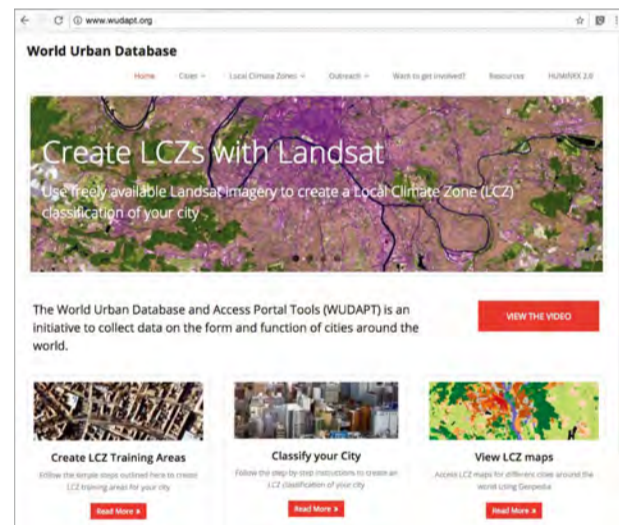 www.wudapt.org
World Urban Database
Home Cities Local Climate Zones Outreach Want to get involved? Resources HUMINEX 2.0
Create LCZs with Landsat
Use freely available Landsat imagery to create a Local Climate Zone (LCZ)
classification of your city
The World Urban Database and Access Portal Tools (WUDAPT) is an
initiative to collect data on the form and function of cities around the
world.
VIEW THE VIDEO
Create LCZ Training Areas
Follow the simple steps outlined here to create
LCZ training areas for your city
Read More »
Classify your City
Follow the step-by-step instructions to create an
LCZ classification of your city
Read More »
View LCZ maps
Access LCZ maps for different cities around the
world using Geopedia
Read More »